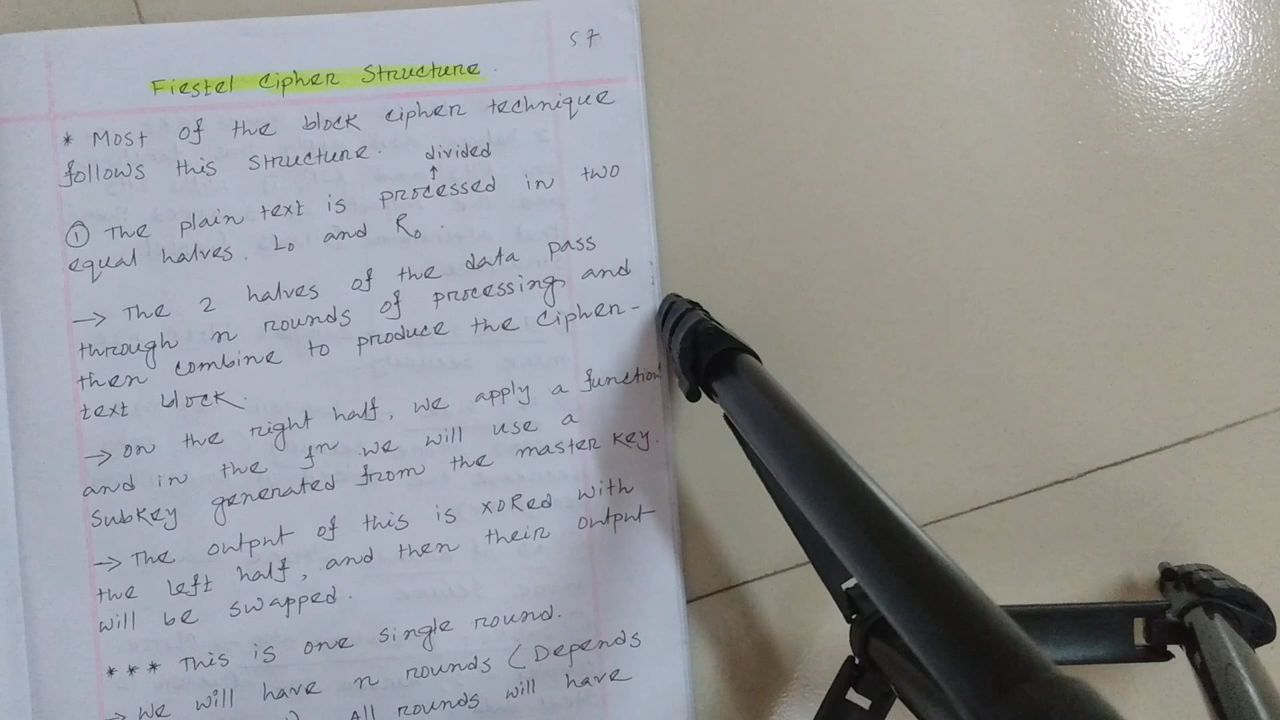 57
Fiestel Cipher Structure.
* Most of the block cipher technique
follows this structure.
divided
↑
① The plain text is processed in two
equal halves. L₀ and R₀.
→ The 2 halves of the data pass
through n rounds of processing and
then combine to produce the cipher-
text block.
→ on the right half, we apply a function
and in the fn we will use a
subkey generated from the master key.
→ The output of this is XORed with
the left half, and then their output
will be swapped.
*** This is one single round.
→ We will have n rounds (Depends
All rounds will have